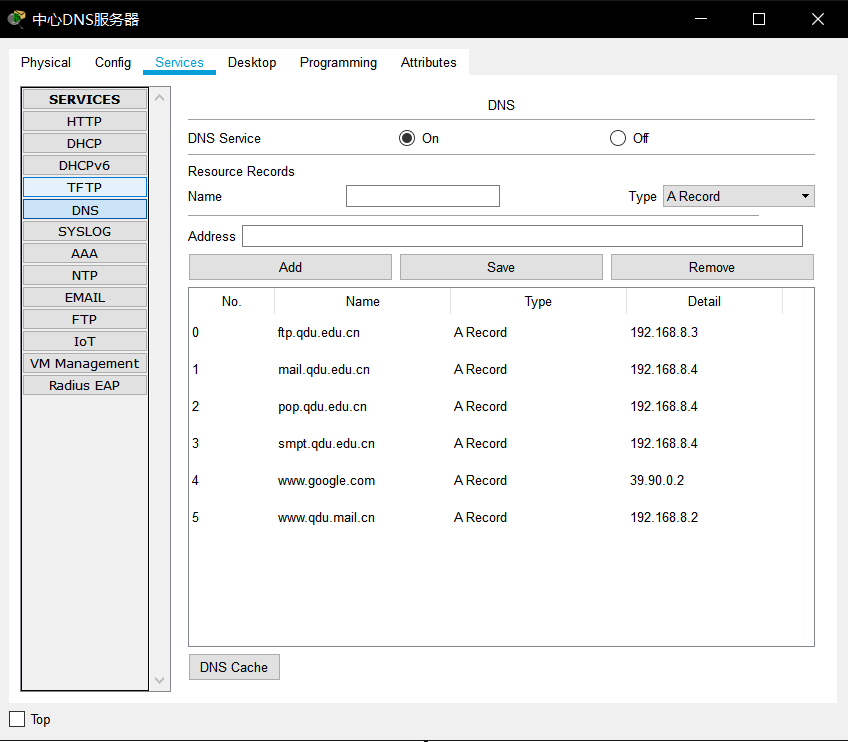 中心DNS服务器
Physical Config Services Desktop Programming Attributes
SERVICES
HTTP
DHCP
DHCPv6
TFTP
DNS
SYSLOG
AAA
NTP
EMAIL
FTP
IoT
VM Management
Radius EAP
DNS
DNS Service On Off
Resource Records
Name Type A Record
Address
Add Save Remove
No. Name Type Detail
0 ftp.qdu.edu.cn A Record 192.168.8.3
1 mail.qdu.edu.cn A Record 192.168.8.4
2 pop.qdu.edu.cn A Record 192.168.8.4
3 smpt.qdu.edu.cn A Record 192.168.8.4
4 www.google.com A Record 39.90.0.2
5 www.qdu.mail.cn A Record 192.168.8.2
DNS Cache
Top